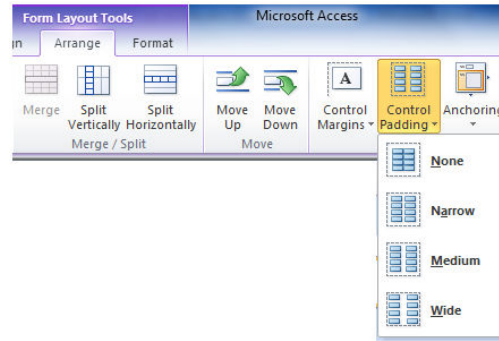 Form Layout Tools Microsoft Access
gn Arrange Format
Merge Split Vertically Split Horizontally Move Up Move Down A Control Margins Control Padding Anchoring
Merge / Split Move
None
Narrow
Medium
Wide